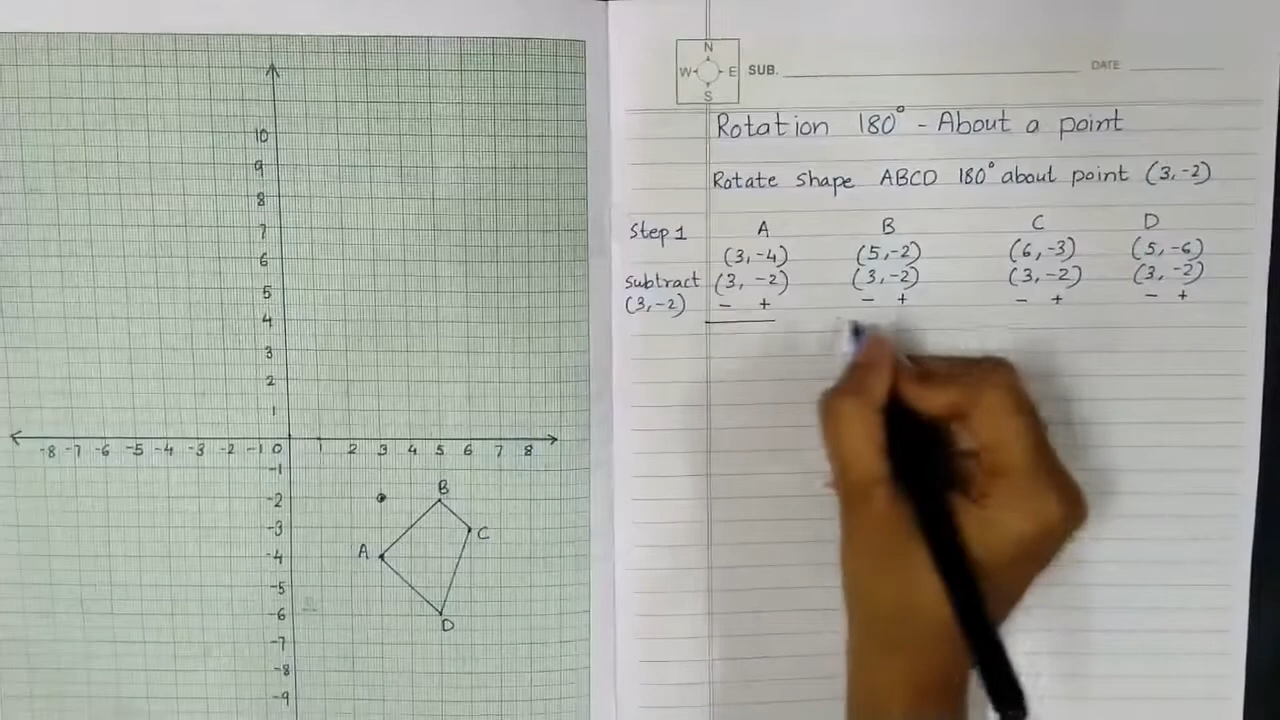 10
9
8
7
6
5
4
3
2
1
-8 -7 -6 -5 -4 -3 -2 -1 0 1 2 3 4 5 6 7 8
-1
-2
-3
-4
-5
-6
-7
-8
-9
A
B
C
D
N
W E
S
SUB.
DATE
Rotation 180° - About a point
Rotate shape ABCD 180° about point (3,-2)
Step 1 A B C D
(3,-4) (5,-2) (6,-3) (5,-6)
subtract (3, -2) (3,-2) (3,-2) (3,-2)
(3,-2) - + - + - + - +